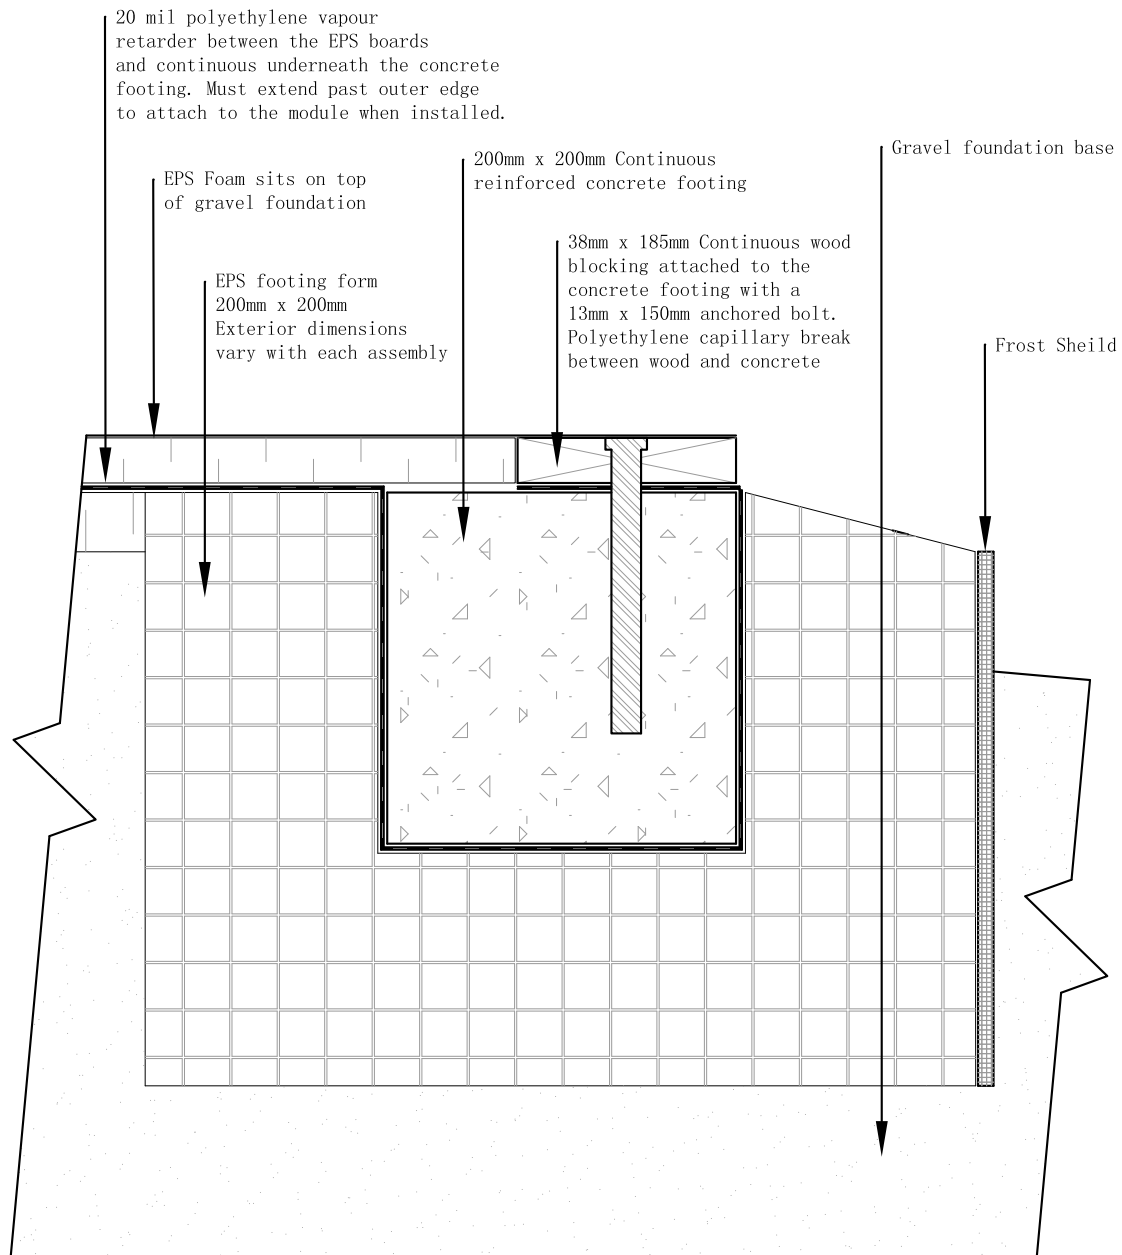 20 mil polyethylene vapour
retarder between the EPS boards
and continuous underneath the concrete
footing. Must extend past outer edge
to attach to the module when installed.
EPS Foam sits on top
of gravel foundation
EPS footing form
200mm x 200mm
Exterior dimensions
vary with each assembly
200mm x 200mm Continuous
reinforced concrete footing
38mm x 185mm Continuous wood
blocking attached to the
concrete footing with a
13mm x 150mm anchored bolt.
Polyethylene capillary break
between wood and concrete
Gravel foundation base
Frost Sheild